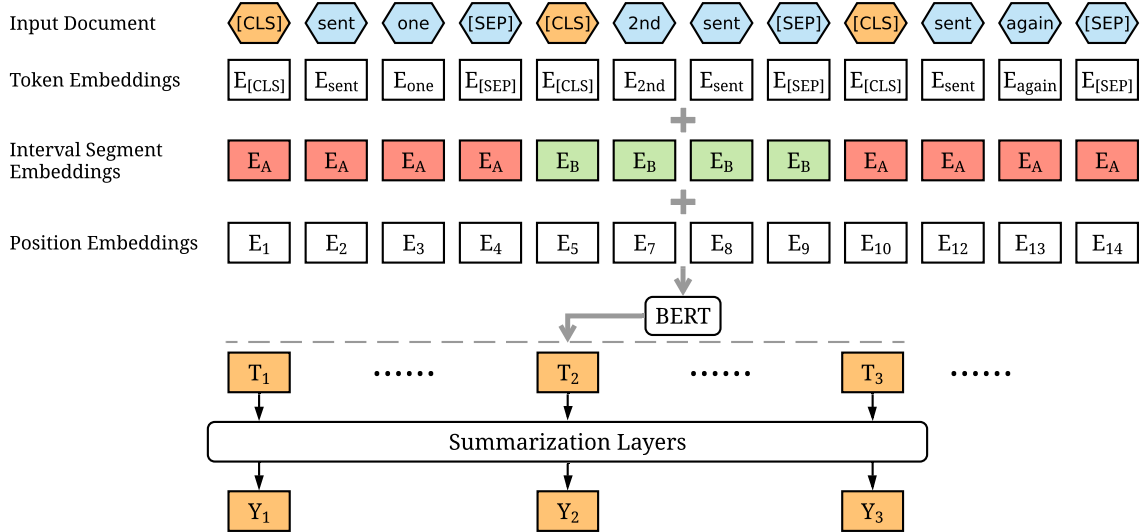 Input Document [CLS] sent one [SEP] [CLS] 2nd sent [SEP] [CLS] sent again [SEP]
Token Embeddings E[CLS] Esent Eone E[SEP] E[CLS] E2nd Esent E[SEP] E[CLS] Esent Eagain E[SEP]
+
Interval Segment
Embeddings EA EA EA EA EB EB EB EB EA EA EA EA
+
Position Embeddings E1 E2 E3 E4 E5 E7 E8 E9 E10 E12 E13 E14
BERT
T1 ...... T2 ...... T3 ......
Summarization Layers
Y1 Y2 Y3